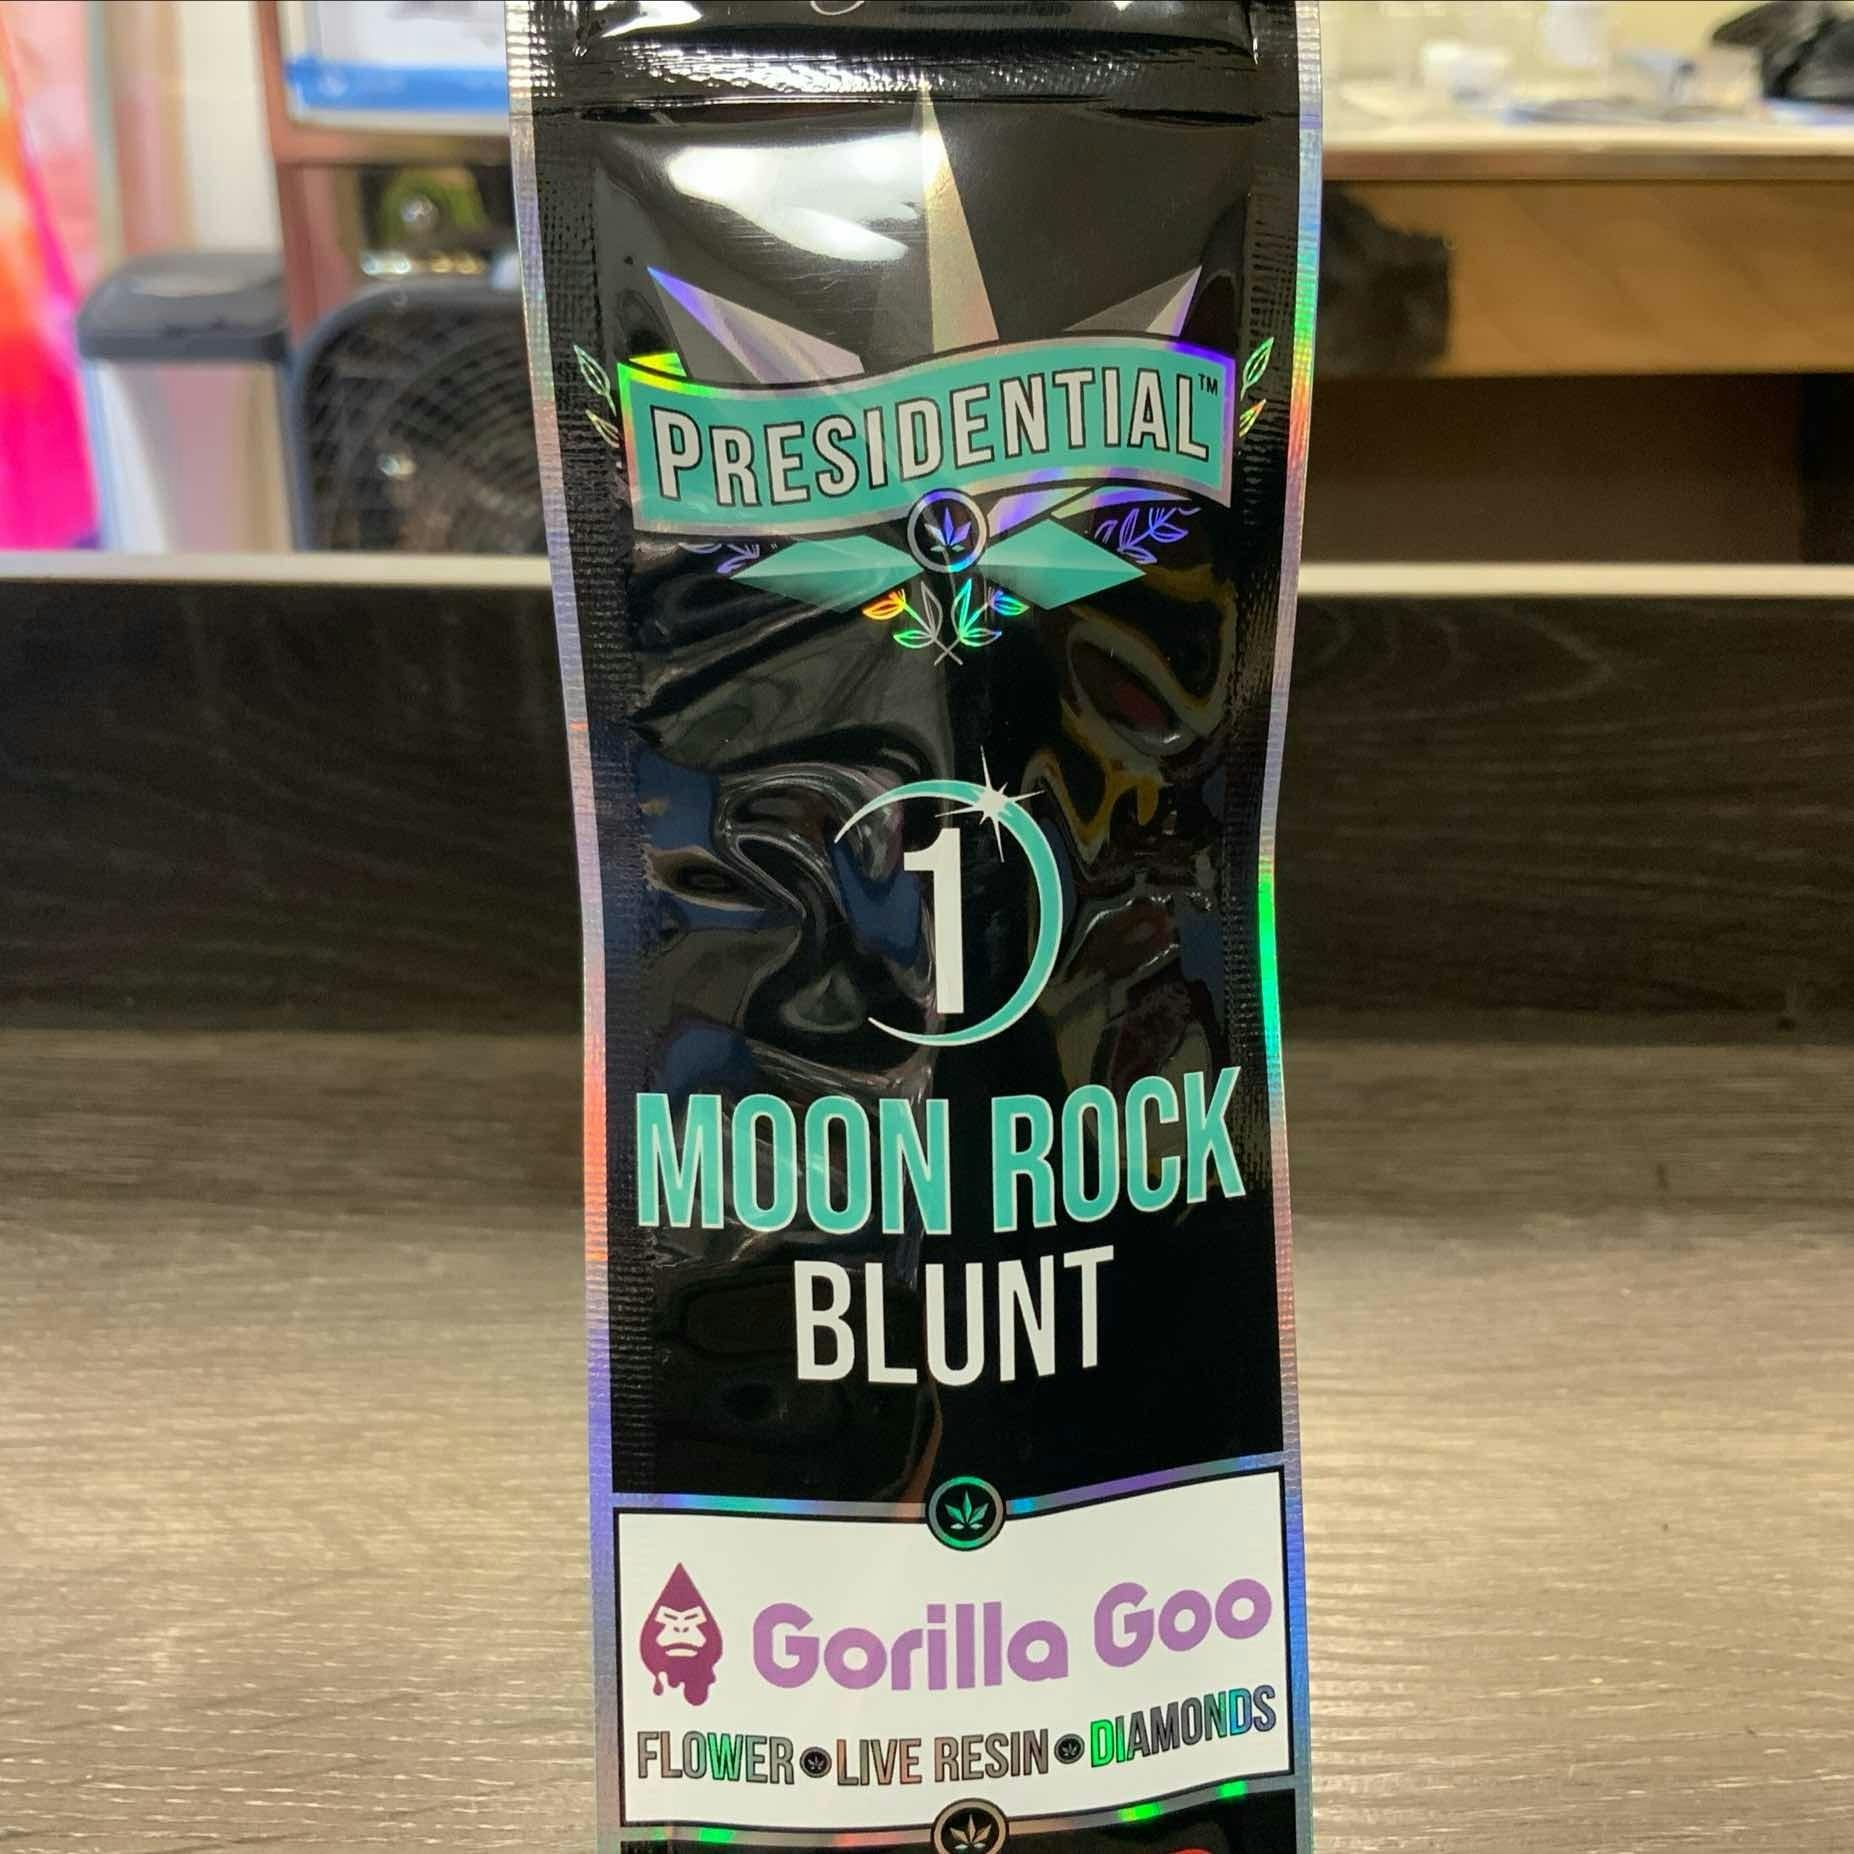 PRESIDENTIAL™
1
MOON ROCK
BLUNT
Gorilla Goo
FLOWER • LIVE RESIN • DIAMONDS